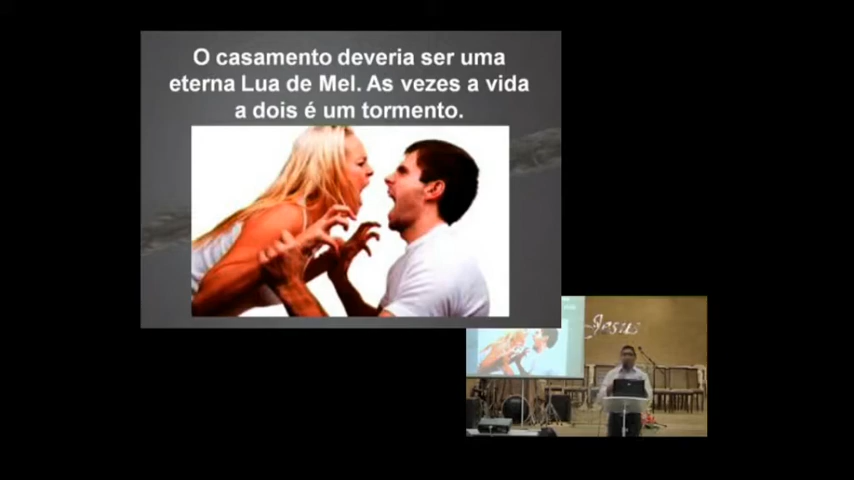 O casamento deveria ser uma
eterna Lua de Mel. As vezes a vida
a dois é um tormento.
Jesus